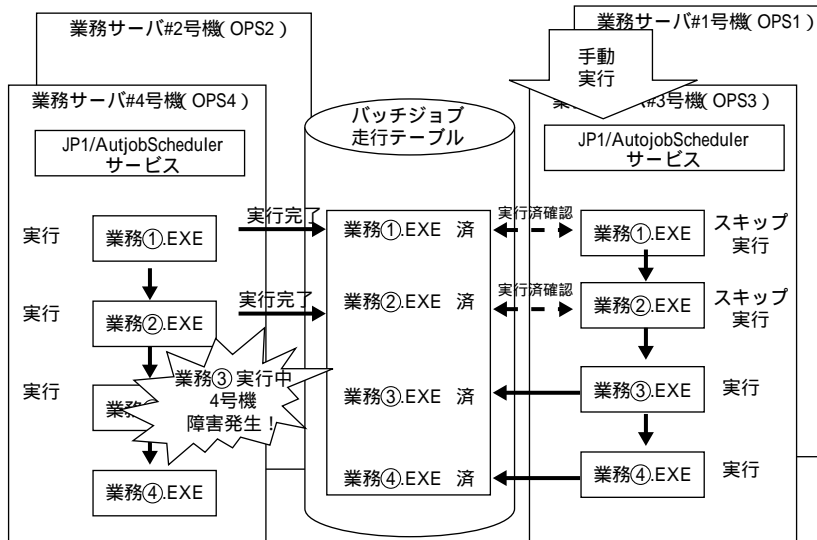 業務サーバ#2号機( OPS2 )
業務サーバ#1号機( OPS1 )
手動
実行
業務サーバ#4号機( OPS4 )
バ#3号機( OPS3 )
バッチジョブ
走行テーブル
JP1/AutjobScheduler
サービス
JP1/AutojobScheduler
サービス
実行
業務①.EXE
実行完了
業務①.EXE 済
実行済確認
業務①.EXE
スキップ
実行
実行
業務②.EXE
実行完了
業務②.EXE 済
実行済確認
業務②.EXE
スキップ
実行
実行
業務
業務③実行中
4号機
障害発生!
業務③.EXE 済
業務③.EXE
実行
業務④.EXE
業務④.EXE 済
業務④.EXE
実行